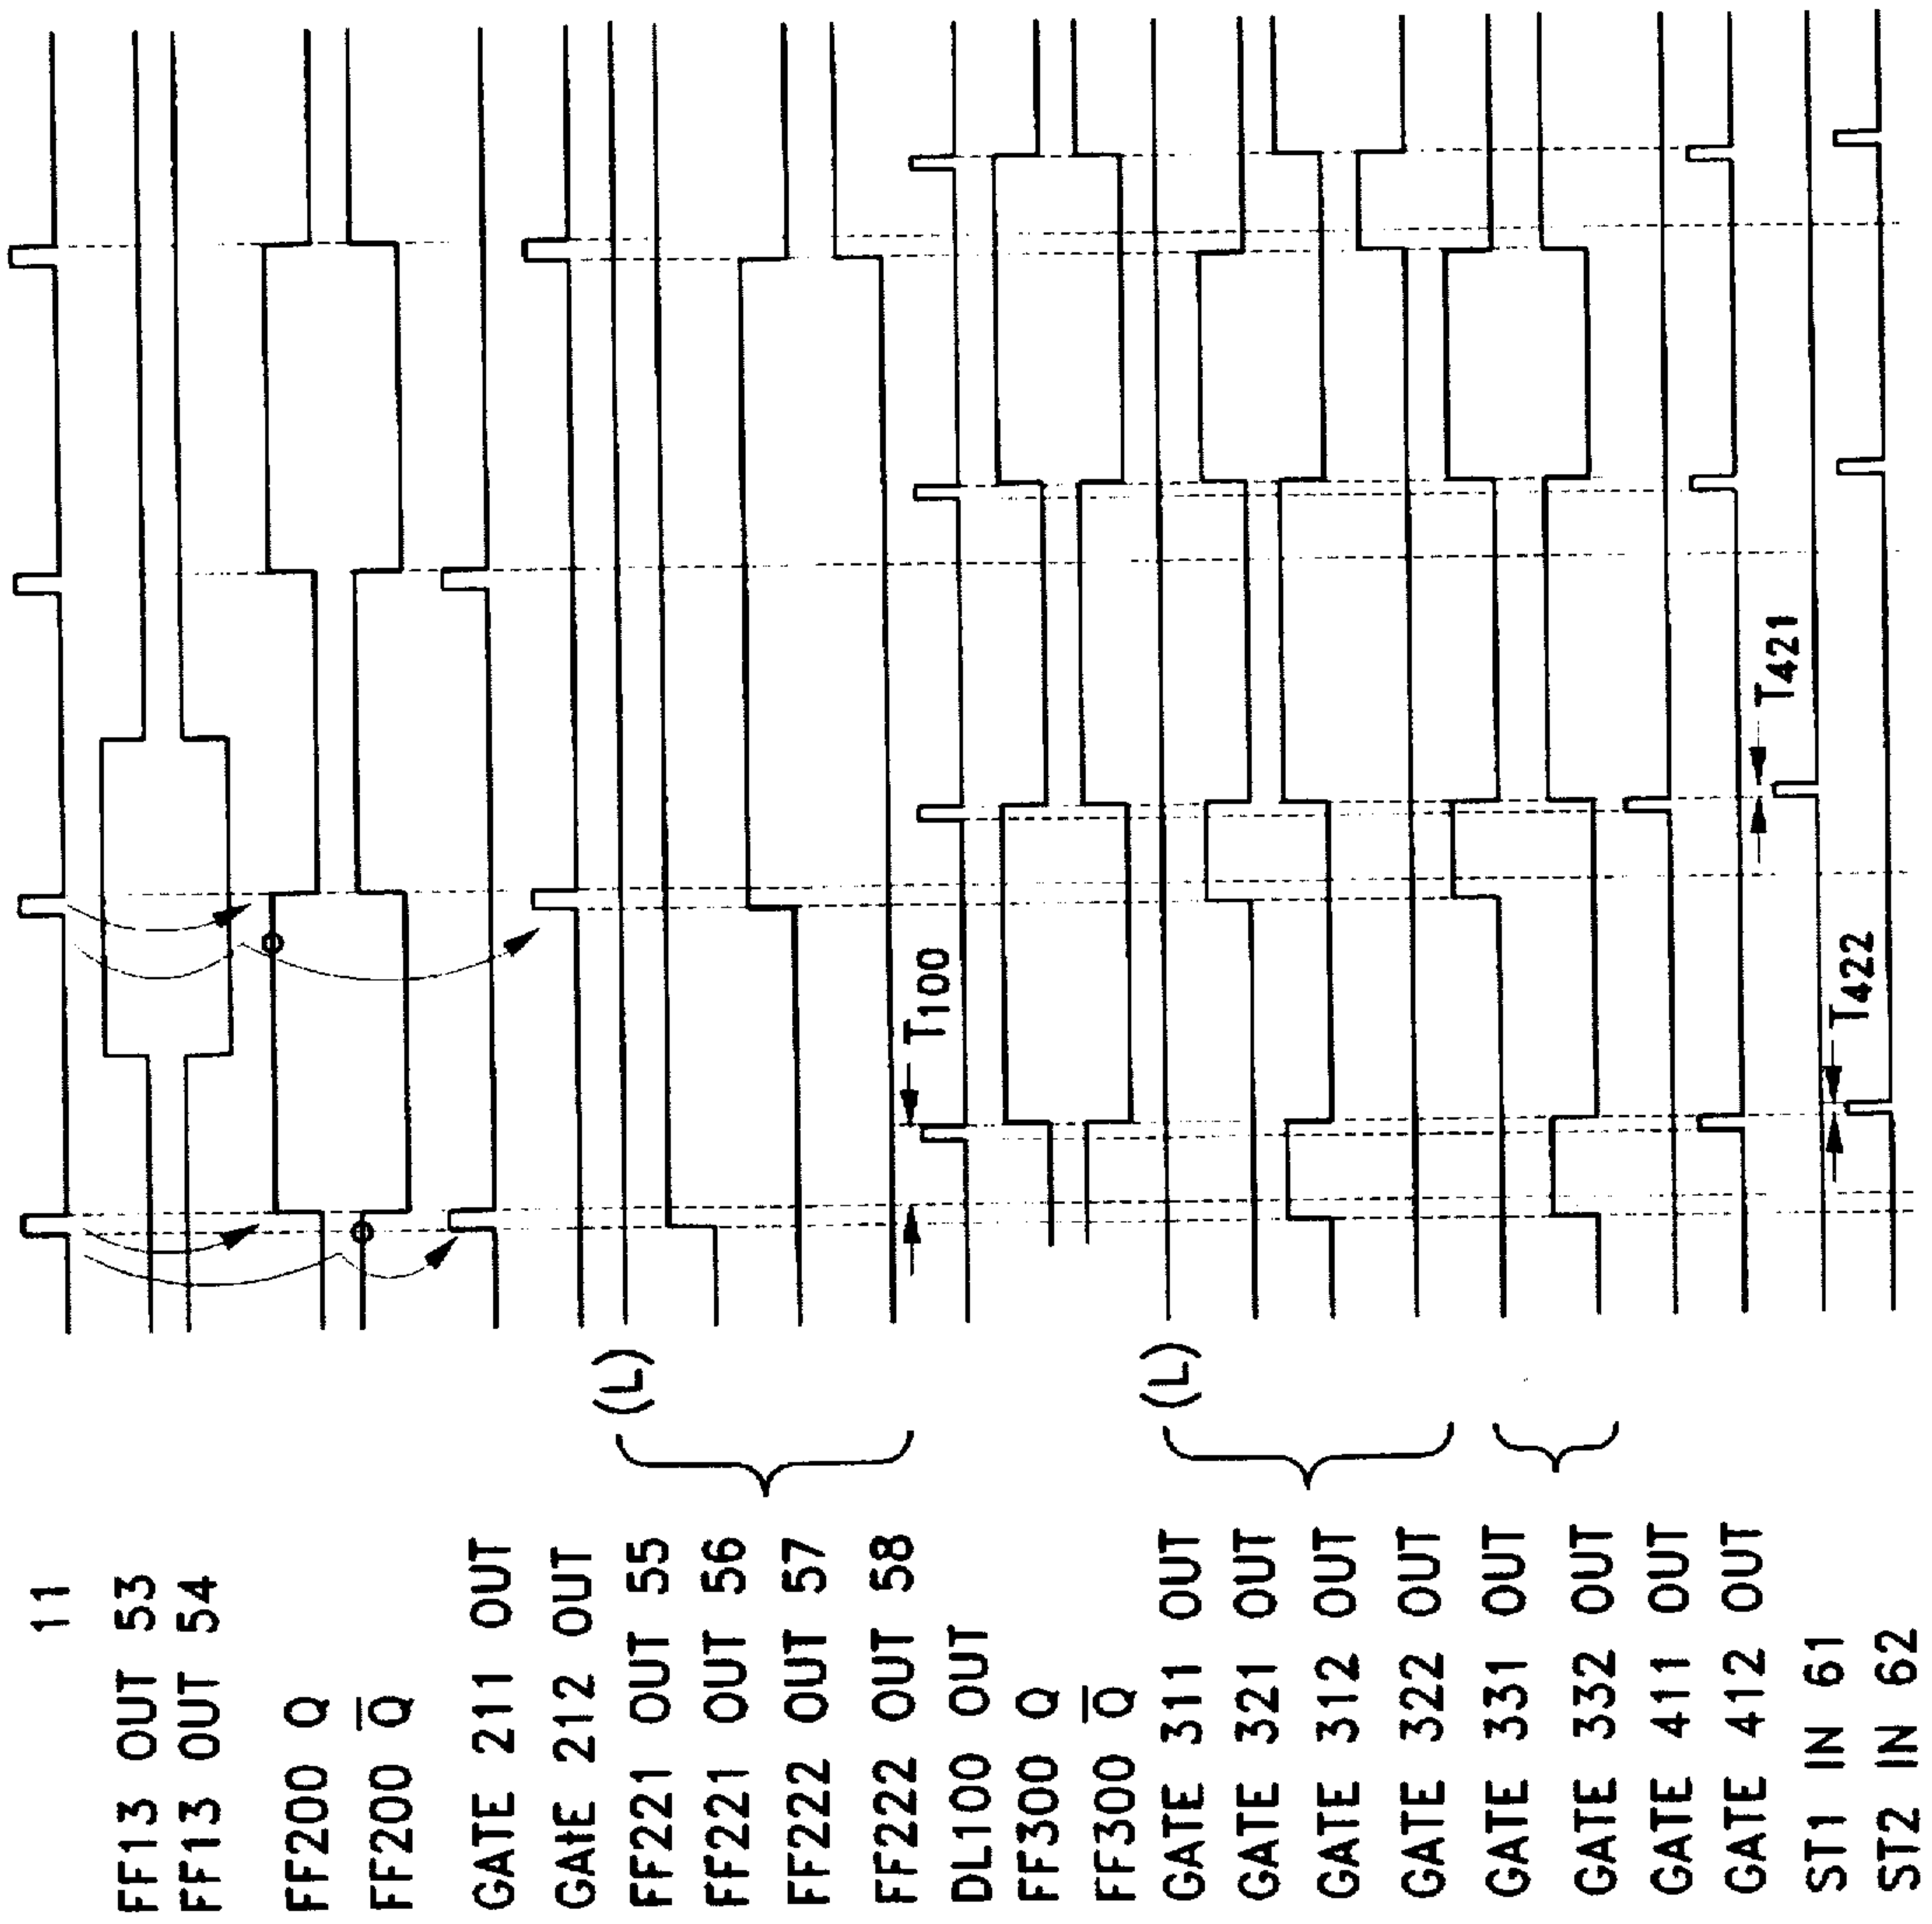 11
FF13 OUT 53
FF13 OUT 54
FF200 Q
FF200 Q̅
GATE 211 OUT
GATE 212 OUT
FF221 OUT 55
FF221 OUT 56
FF222 OUT 57
FF222 OUT 58
DL100 OUT
FF300 Q
FF300 Q̅
GATE 311 OUT
GATE 321 OUT
GATE 312 OUT
GATE 322 OUT
GATE 331 OUT
GATE 332 OUT
GATE 411 OUT
GATE 412 OUT
ST1 IN 61
ST2 IN 62
(L)
(L)
T100
T422
T421